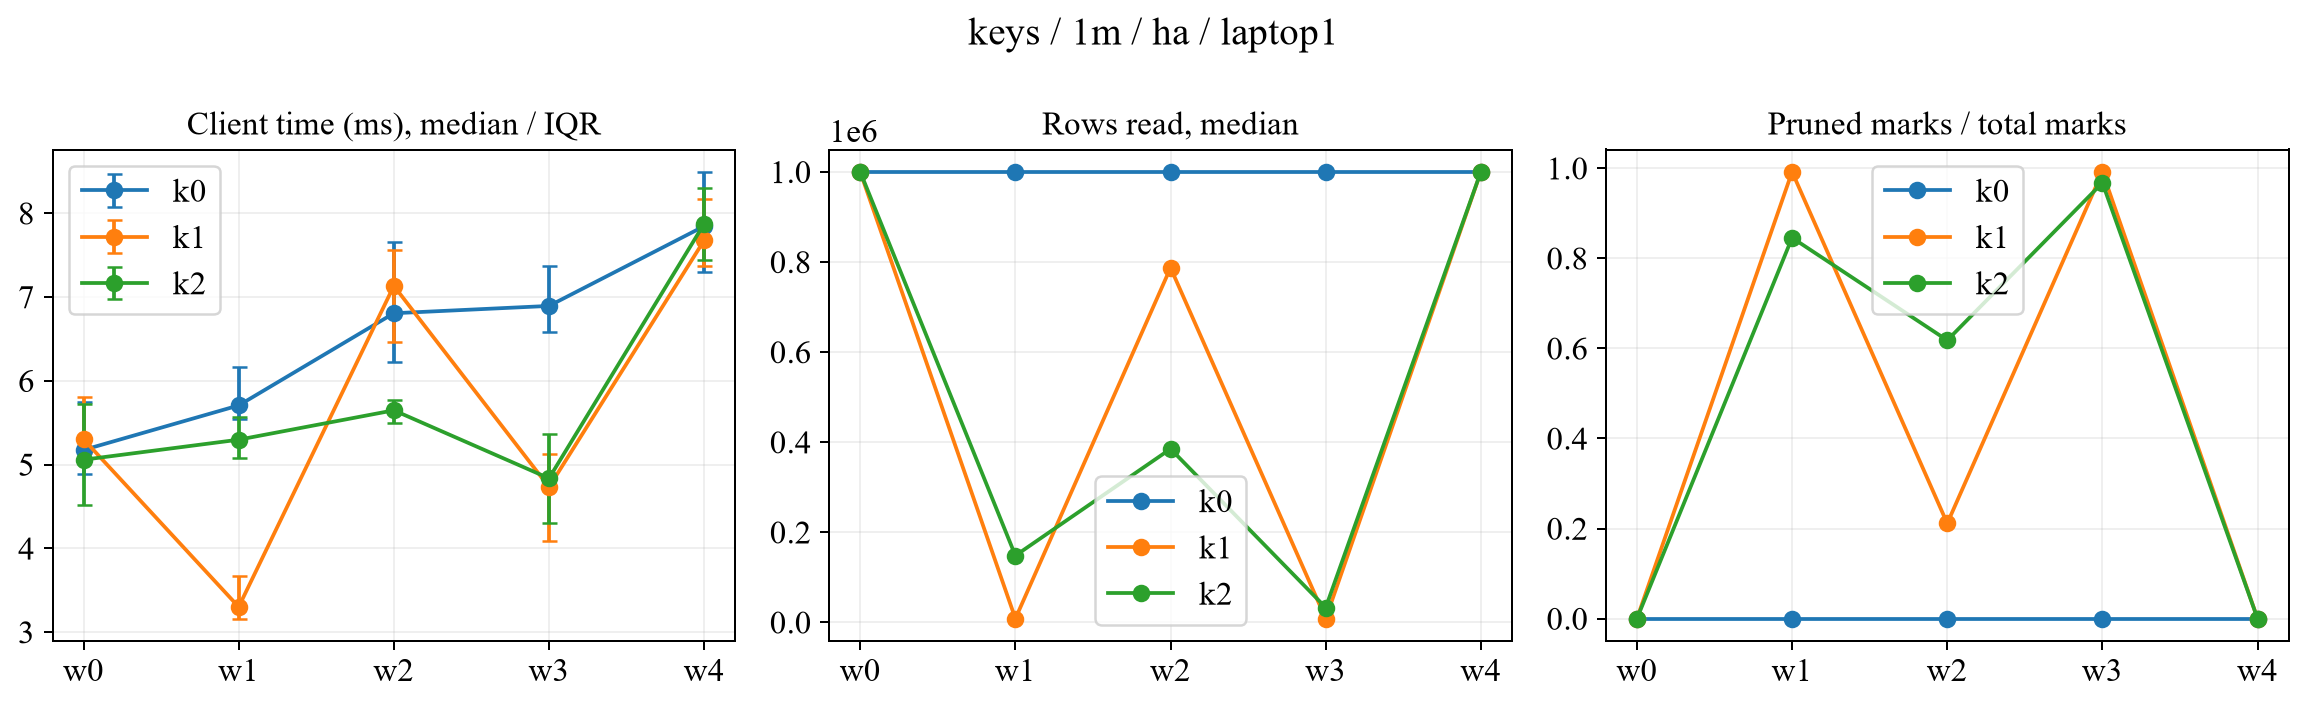 keys / 1m / ha / laptop1
Client time (ms), median / IQR
k0
k1
k2
8
7
6
5
4
3
w0 w1 w2 w3 w4
Rows read, median
1e6
1.0
0.8
0.6
0.4
0.2
0.0
k0
k1
k2
w0 w1 w2 w3 w4
Pruned marks / total marks
k0
k1
k2
1.0
0.8
0.6
0.4
0.2
0.0
w0 w1 w2 w3 w4